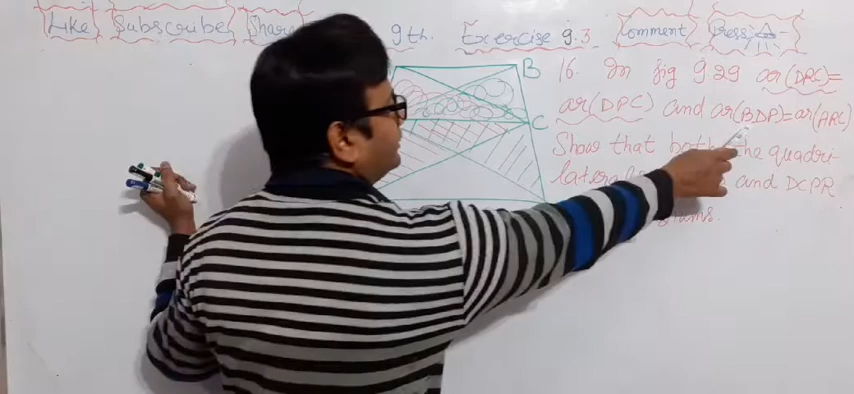 Like Subscribe Share 9th. Exercise 9.3 Comment Press
B
C
16. In fig 9.29 ar(DRC)=
ar(DPC) and ar(BDP)=ar(ARC)
Show that both the quadri-
and DCPR